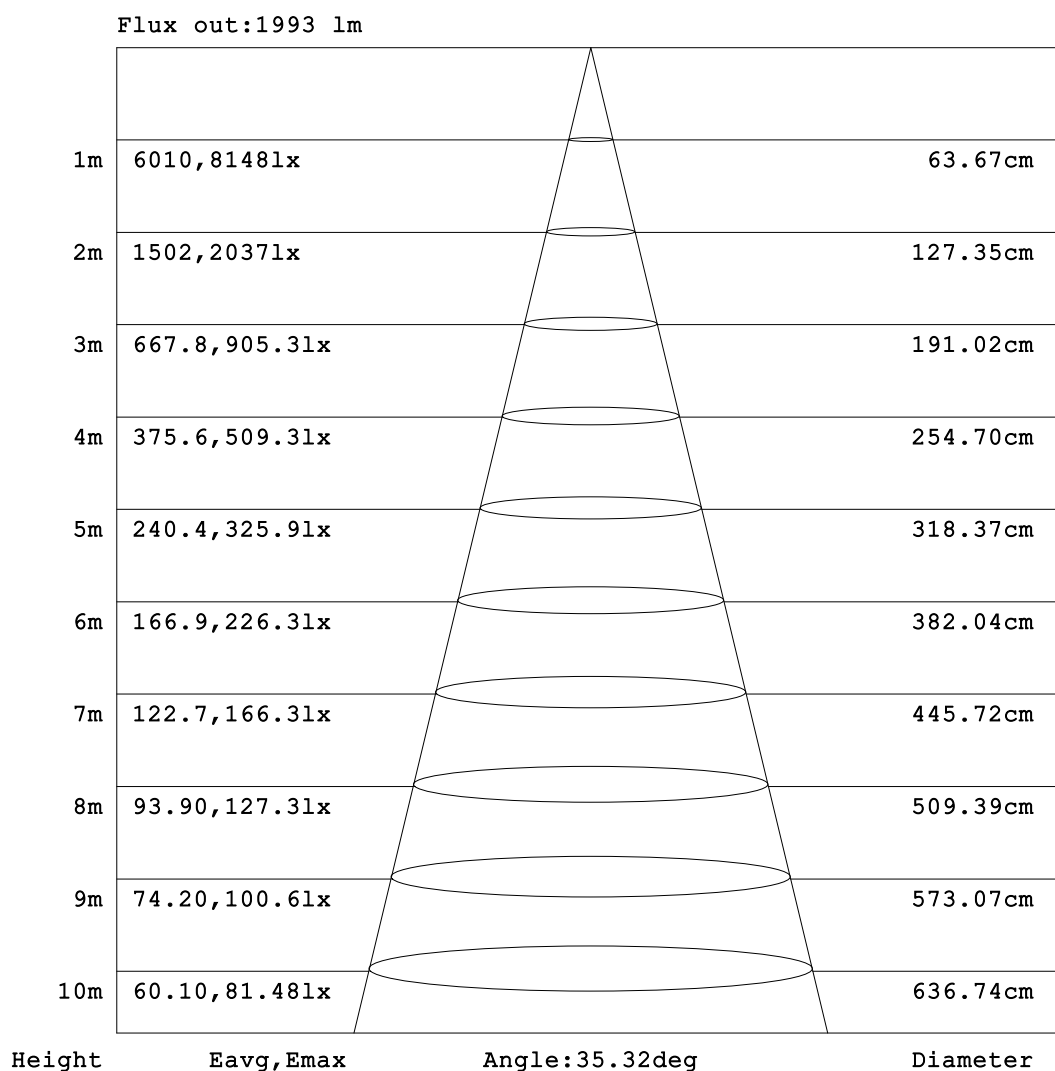 Flux out:1993 lm
1m 6010,8148lx 63.67cm
2m 1502,2037lx 127.35cm
3m 667.8,905.3lx 191.02cm
4m 375.6,509.3lx 254.70cm
5m 240.4,325.9lx 318.37cm
6m 166.9,226.3lx 382.04cm
7m 122.7,166.3lx 445.72cm
8m 93.90,127.3lx 509.39cm
9m 74.20,100.6lx 573.07cm
10m 60.10,81.48lx 636.74cm
Height Eavg,Emax Angle:35.32deg Diameter